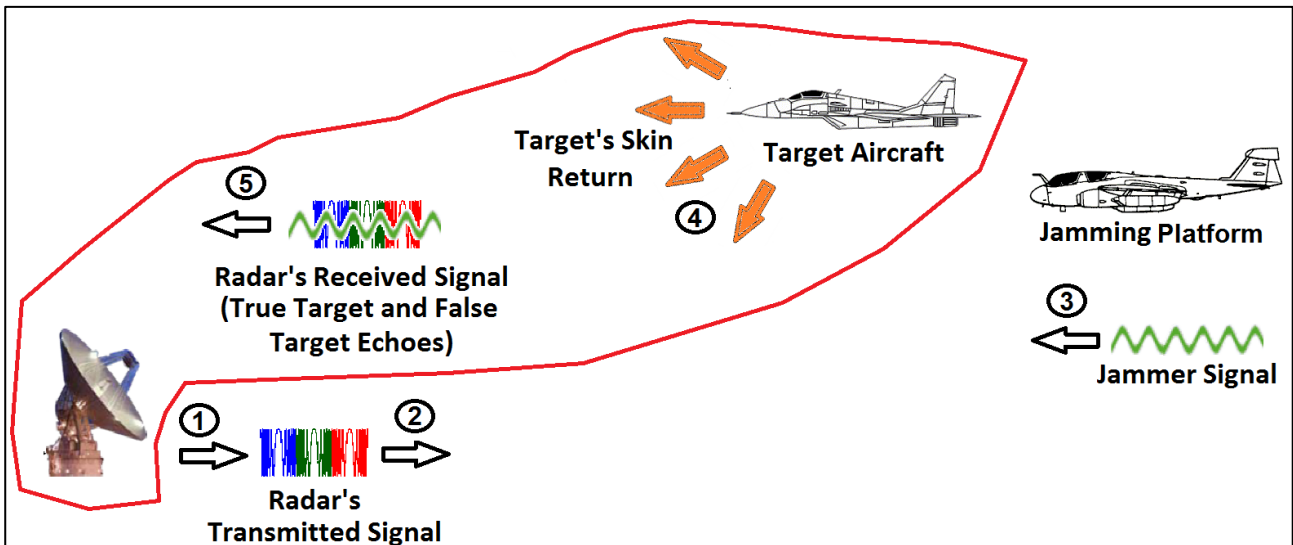 Target's Skin
Return
4
Target Aircraft
Jamming Platform
5
Radar's Received Signal
(True Target and False
Target Echoes)
3
Jammer Signal
1
2
Radar's
Transmitted Signal